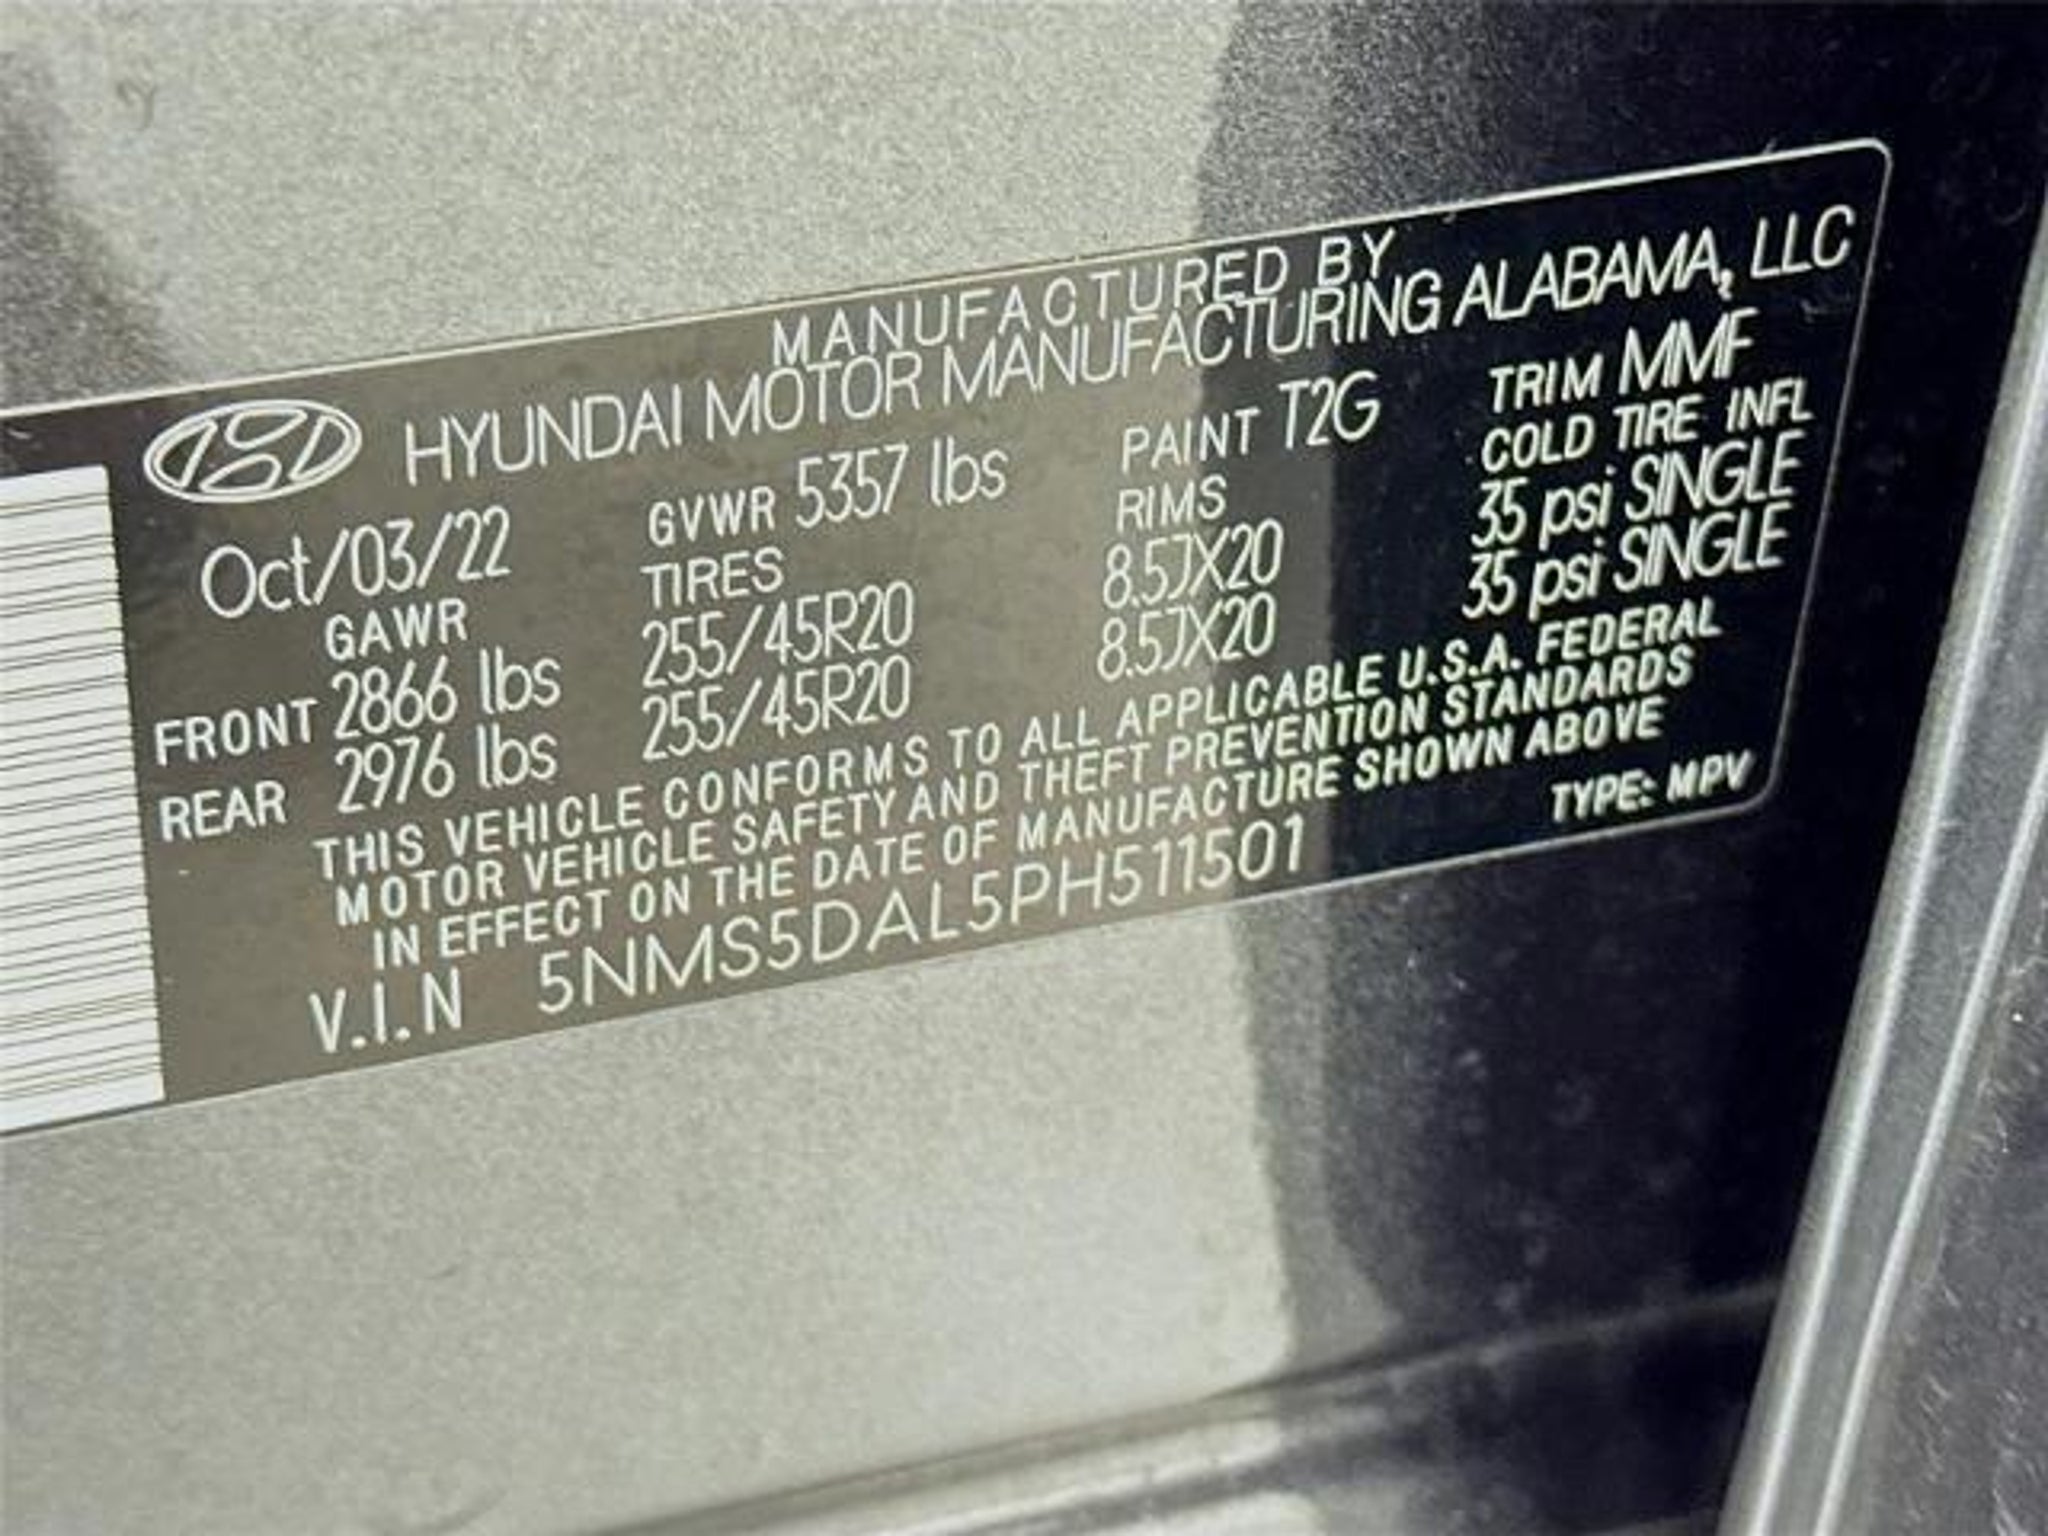 MANUFACTURED BY
HYUNDAI MOTOR MANUFACTURING ALABAMA, LLC
Oct/03/22 GVWR 5357 lbs PAINT T2G TRIM MMF
GAWR TIRES RIMS COLD TIRE INFL
FRONT 2866 lbs 255/45R20 8.5JX20 35 psi SINGLE
REAR 2976 lbs 255/45R20 8.5JX20 35 psi SINGLE
THIS VEHICLE CONFORMS TO ALL APPLICABLE U.S.A. FEDERAL
MOTOR VEHICLE SAFETY AND THEFT PREVENTION STANDARDS
IN EFFECT ON THE DATE OF MANUFACTURE SHOWN ABOVE
V.I.N 5NMS5DAL5PH511501 TYPE: MPV